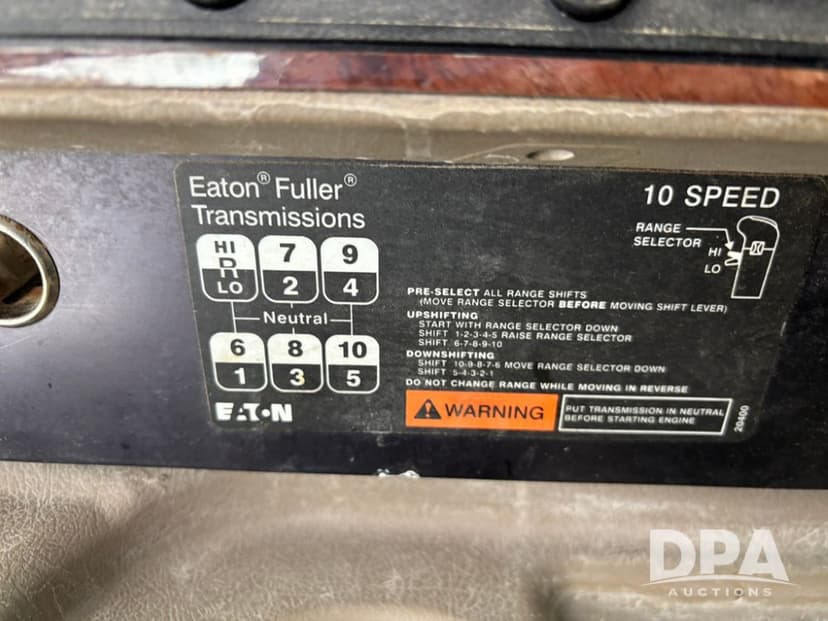 Eaton® Fuller®
Transmissions
10 SPEED
RANGE
SELECTOR
HI
LO
HI
R
LO
7
2
9
4
Neutral
6
1
8
3
10
5
EATON
PRE-SELECT ALL RANGE SHIFTS
(MOVE RANGE SELECTOR BEFORE MOVING SHIFT LEVER)
UPSHIFTING
START WITH RANGE SELECTOR DOWN
SHIFT 1-2-3-4-5 RAISE RANGE SELECTOR
SHIFT 6-7-8-9-10
DOWNSHIFTING
SHIFT 10-9-8-7-6 MOVE RANGE SELECTOR DOWN
SHIFT 5-4-3-2-1
DO NOT CHANGE RANGE WHILE MOVING IN REVERSE
WARNING
PUT TRANSMISSION IN NEUTRAL
BEFORE STARTING ENGINE
20400
DPA
AUCTIONS